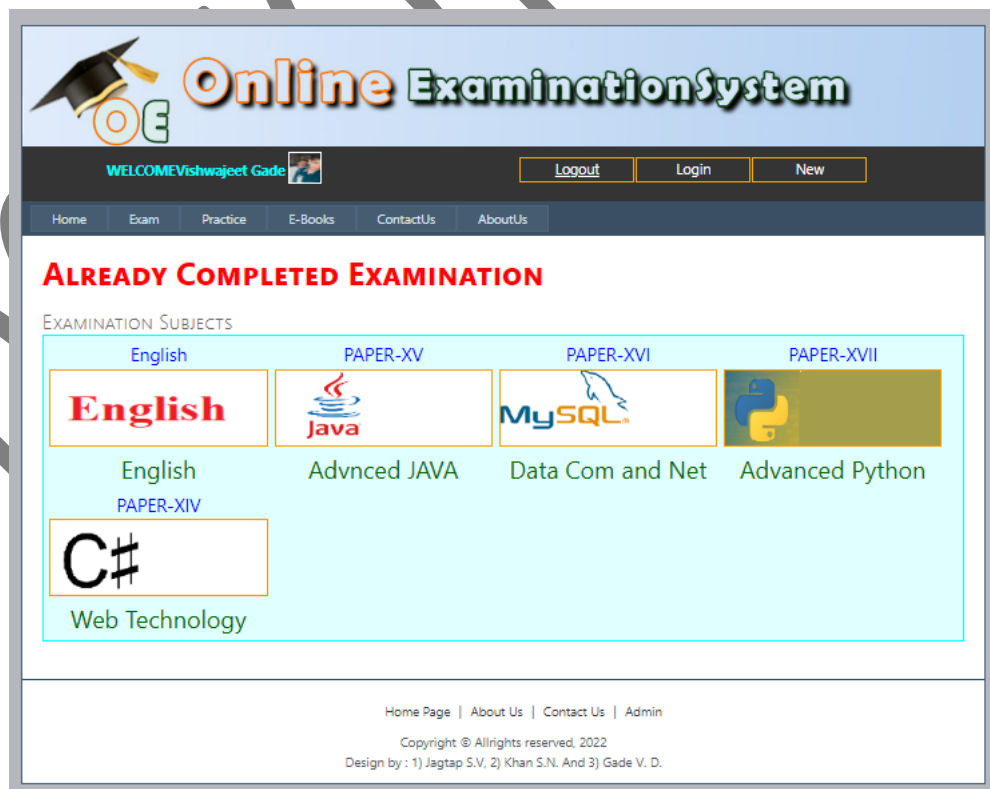 OE Online ExaminationSystem
WELCOMEVishwajeet Gade Logout Login New
Home Exam Practice E-Books ContactUs AboutUs
ALREADY COMPLETED EXAMINATION
EXAMINATION SUBJECTS
English PAPER-XV PAPER-XVI PAPER-XVII
English Java MySQL
English Advnced JAVA Data Com and Net Advanced Python
PAPER-XIV
C#
Web Technology
Home Page | About Us | Contact Us | Admin
Copyright © Allrights reserved, 2022
Design by : 1) Jagtap S.V, 2) Khan S.N. And 3) Gade V. D.